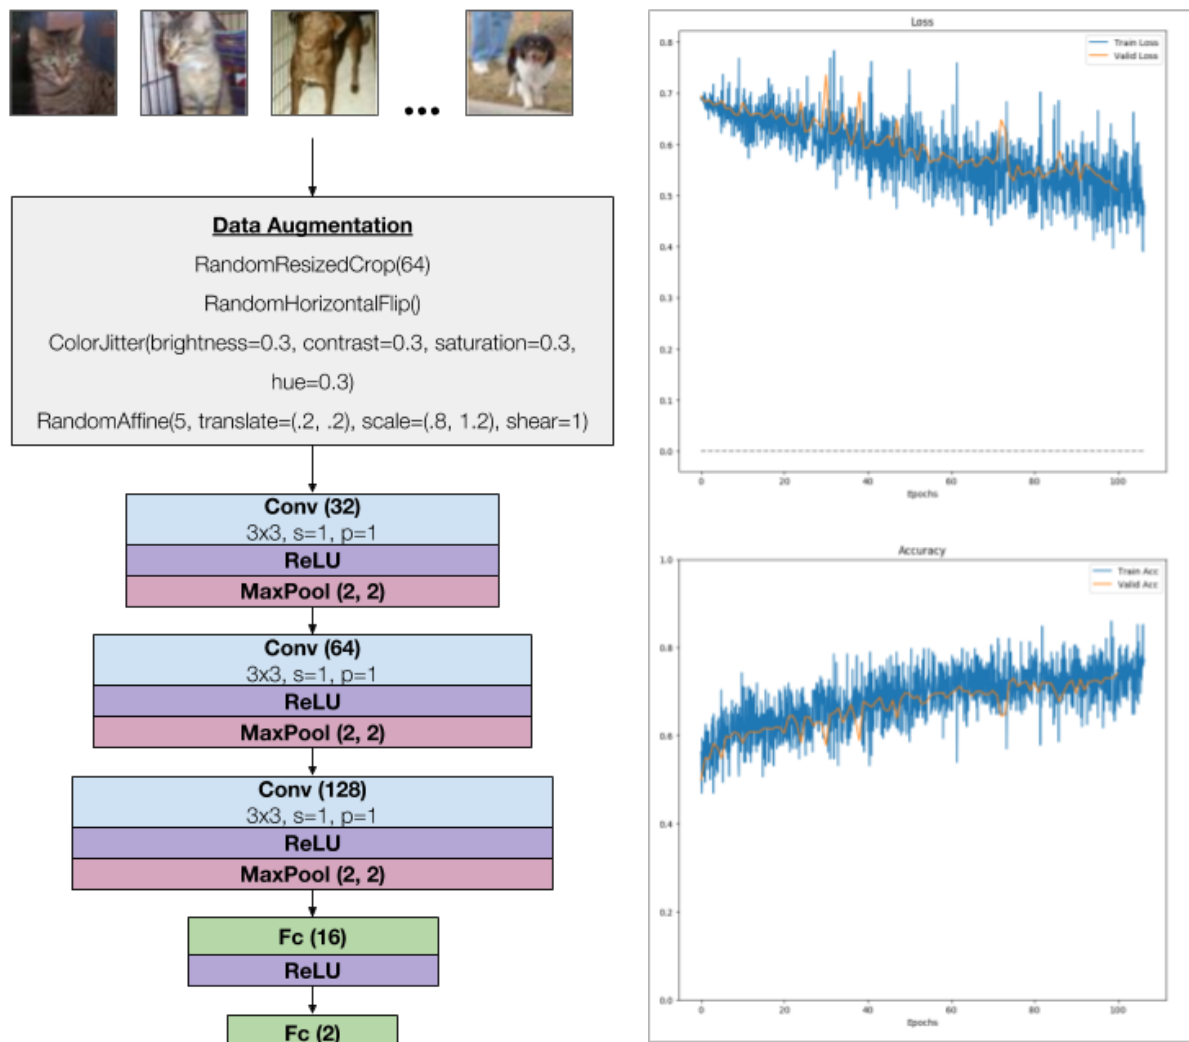 Data Augmentation
RandomResizedCrop(64)
RandomHorizontalFlip()
ColorJitter(brightness=0.3, contrast=0.3, saturation=0.3,
hue=0.3)
RandomAffine(5, translate=(.2, .2), scale=(.8, 1.2), shear=1)
Conv (32)
3x3, s=1, p=1
ReLU
MaxPool (2, 2)
Conv (64)
3x3, s=1, p=1
ReLU
MaxPool (2, 2)
Conv (128)
3x3, s=1, p=1
ReLU
MaxPool (2, 2)
Fc (16)
ReLU
Fc (2)
Loss
Train Loss
Valid Loss
0.8
0.7
0.6
0.5
0.4
0.3
0.2
0.1
0.0
0 20 40 60 80 100
Epochs
Accuracy
Train Acc
Valid Acc
1.0
0.8
0.6
0.4
0.2
0.0
0 20 40 60 80 100
Epochs